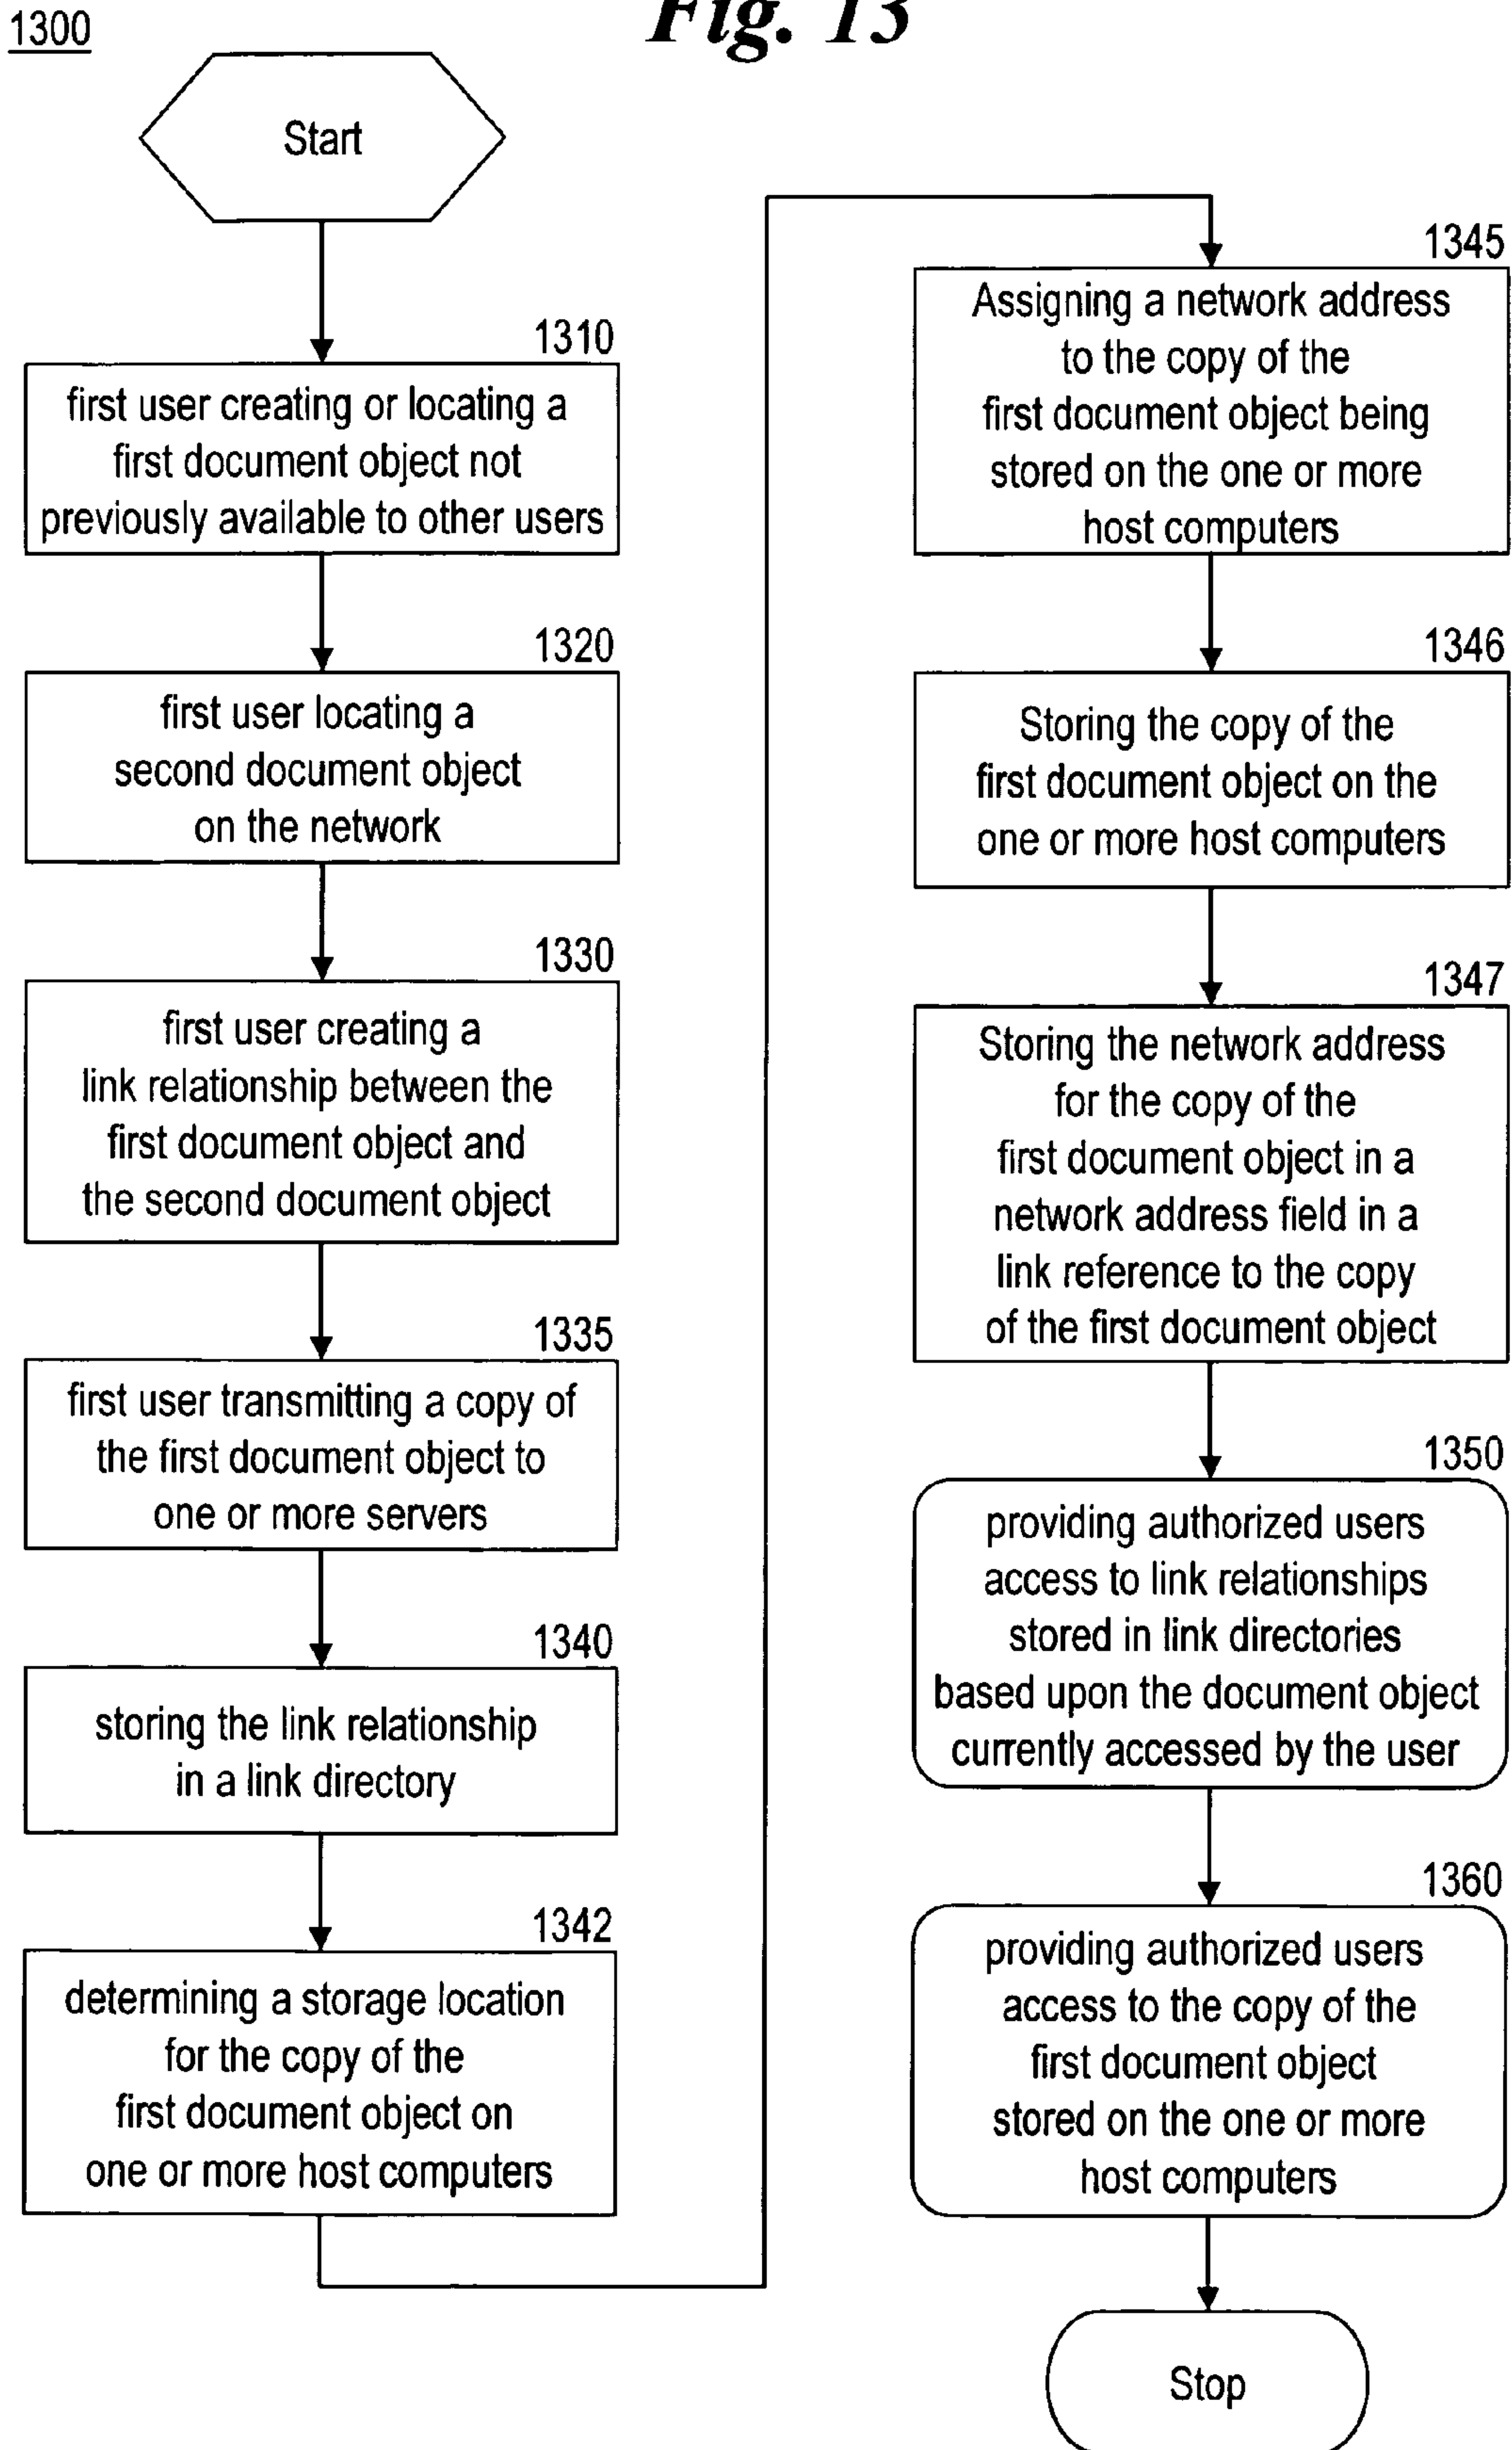 1300
Fig. 13
Start
1310
first user creating or locating a
first document object not
previously available to other users
1320
first user locating a
second document object
on the network
1330
first user creating a
link relationship between the
first document object and
the second document object
1335
first user transmitting a copy of
the first document object to
one or more servers
1340
storing the link relationship
in a link directory
1342
determining a storage location
for the copy of the
first document object on
one or more host computers
1345
Assigning a network address
to the copy of the
first document object being
stored on the one or more
host computers
1346
Storing the copy of the
first document object on the
one or more host computers
1347
Storing the network address
for the copy of the
first document object in a
network address field in a
link reference to the copy
of the first document object
1350
providing authorized users
access to link relationships
stored in link directories
based upon the document object
currently accessed by the user
1360
providing authorized users
access to the copy of the
first document object
stored on the one or more
host computers
Stop